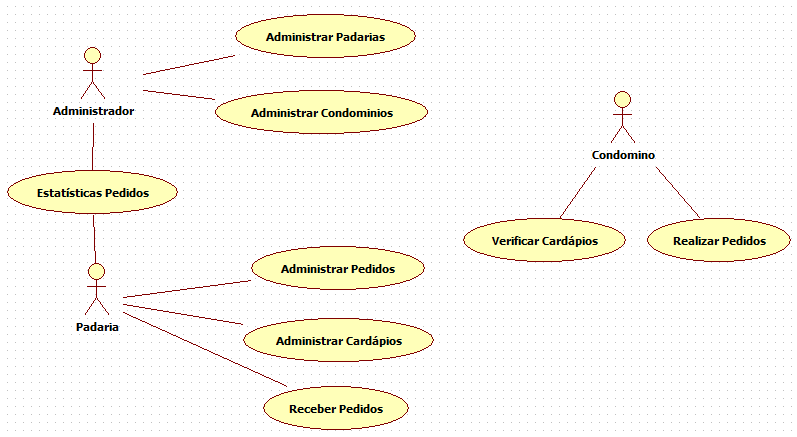 Administrar Padarias
Administrador
Administrar Condominios
Condomino
Estatísticas Pedidos
Verificar Cardápios
Realizar Pedidos
Administrar Pedidos
Padaria
Administrar Cardápios
Receber Pedidos